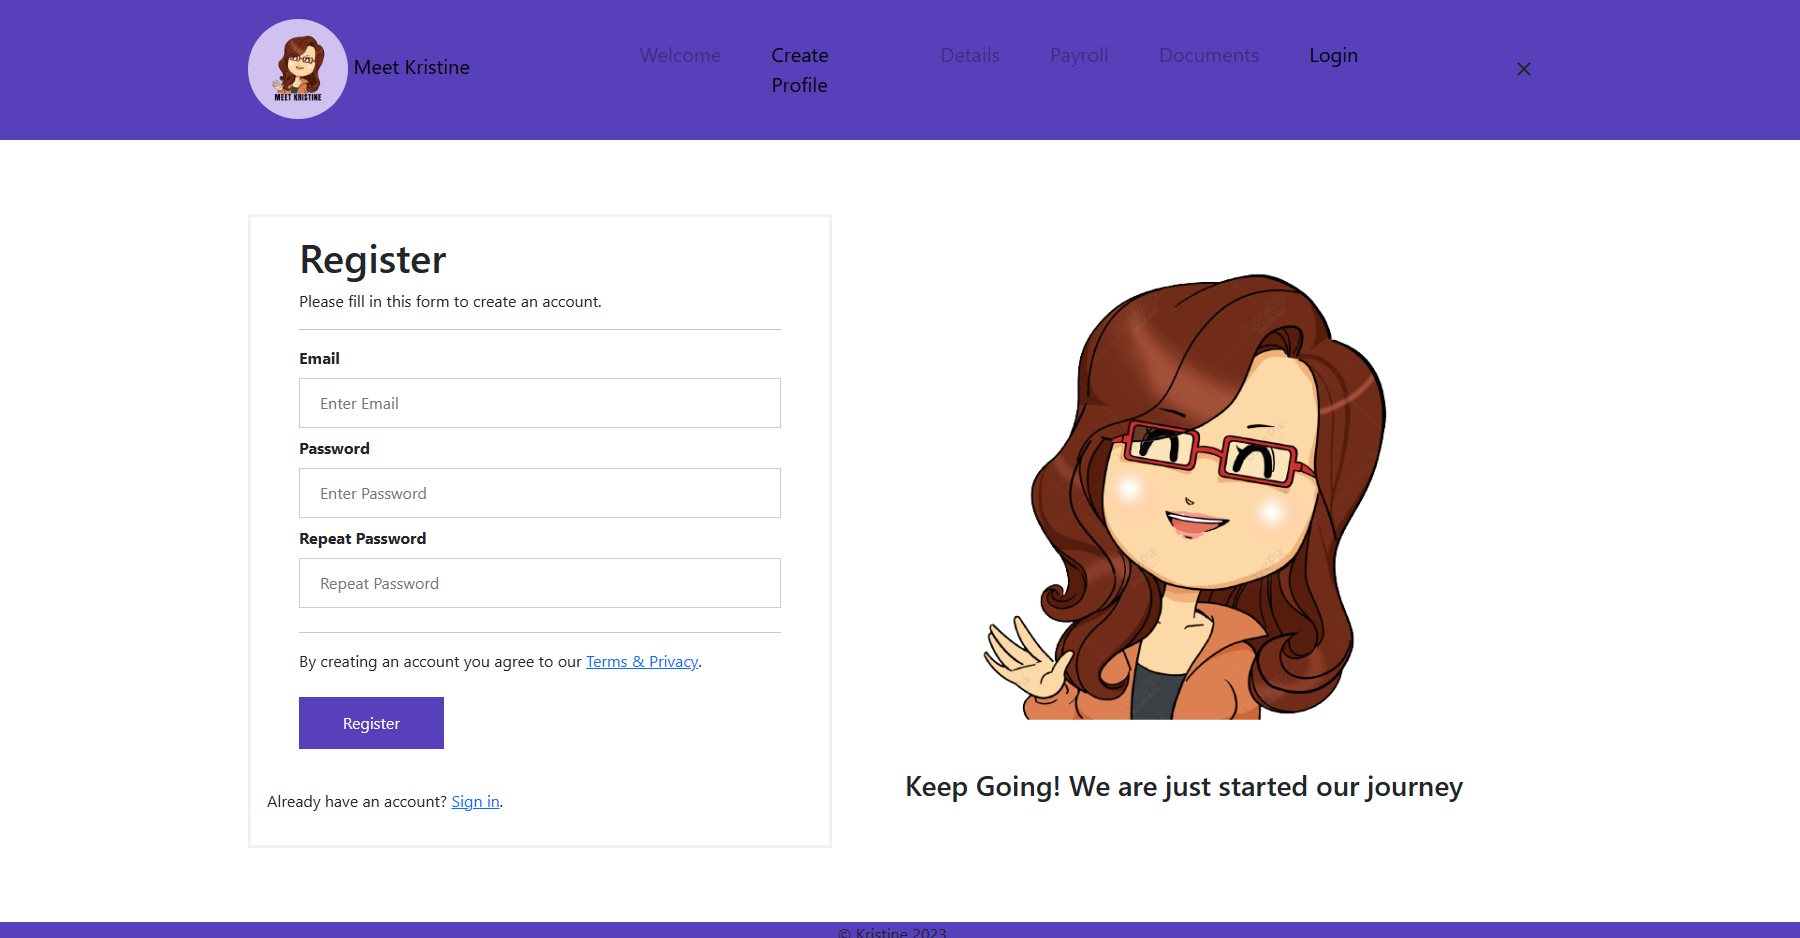 MEET KRISTINE
Meet Kristine
Welcome
Create
Profile
Details
Payroll
Documents
Login
Register
Please fill in this form to create an account.
Email
Enter Email
Password
Enter Password
Repeat Password
Repeat Password
By creating an account you agree to our Terms & Privacy.
Register
Already have an account? Sign in.
Keep Going! We are just started our journey
© Kristine 2023